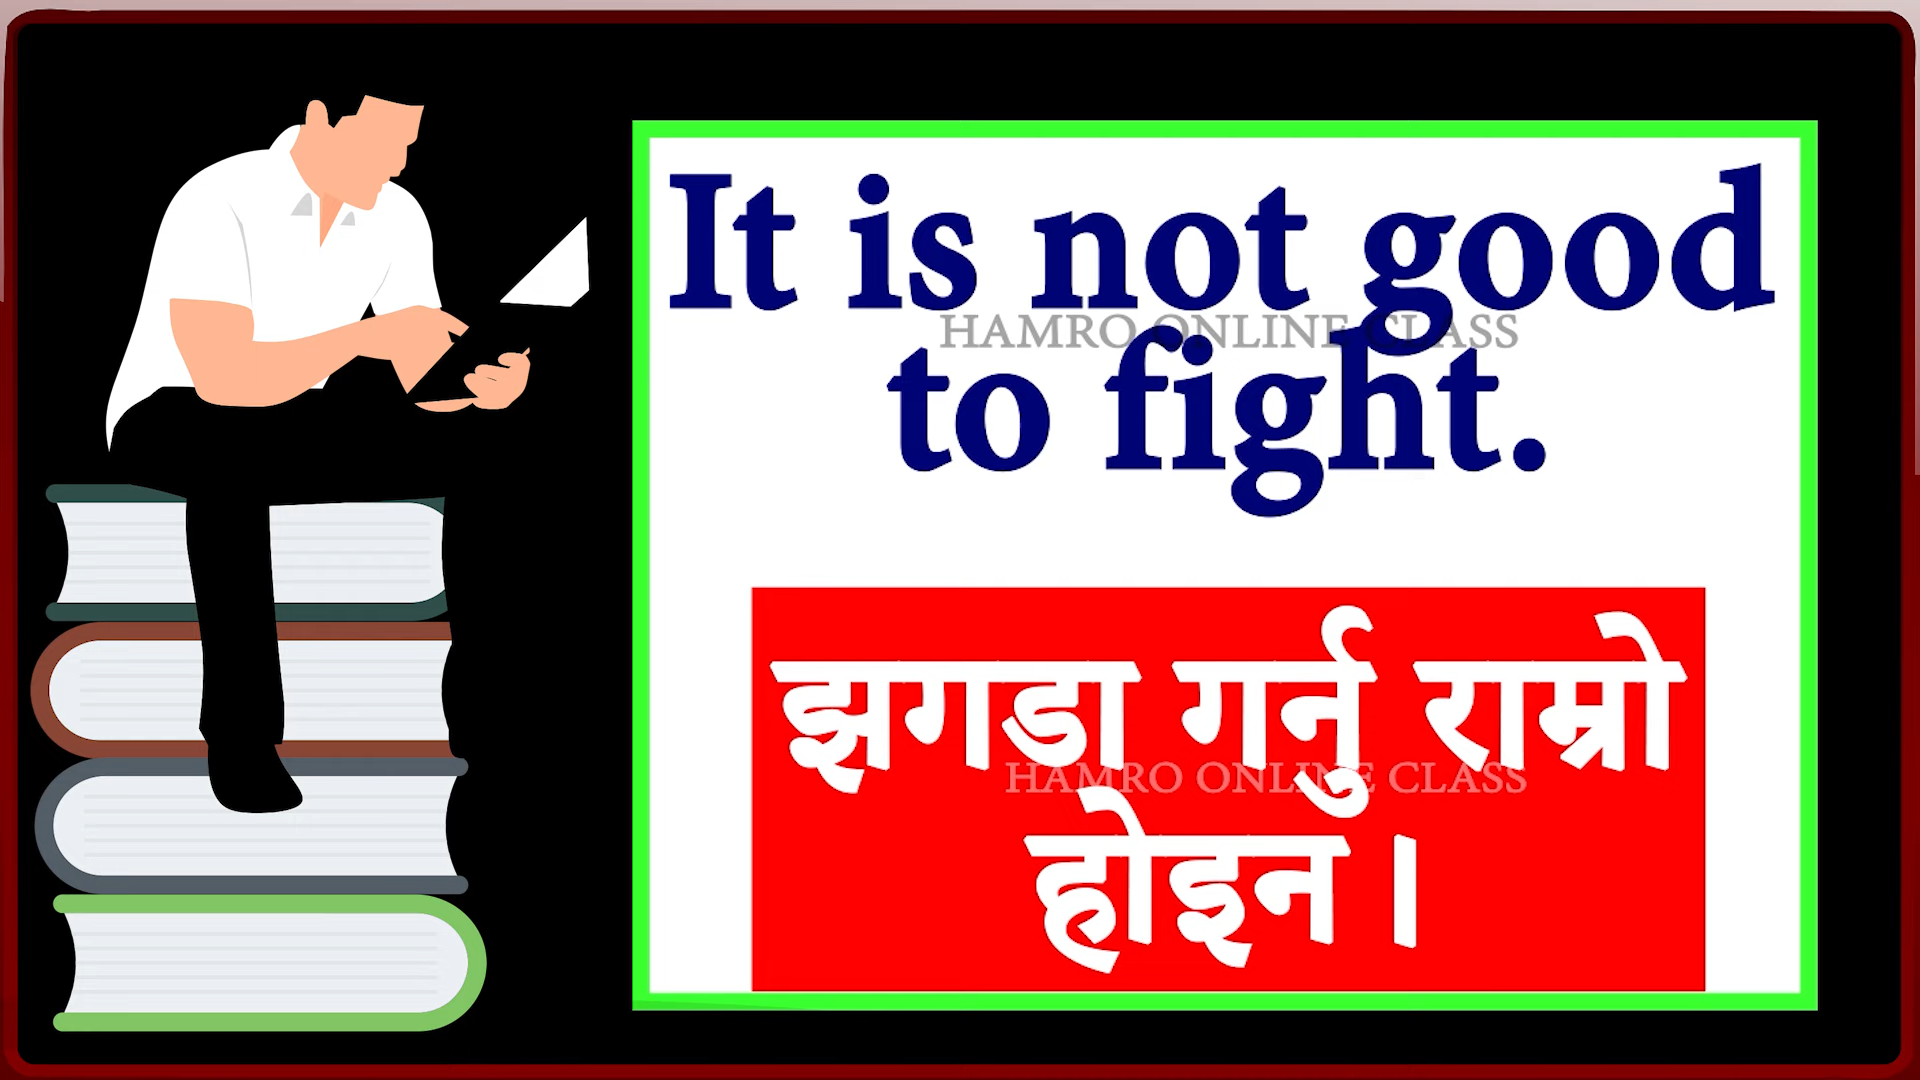 It is not good
HAMRO ONLINE CLASS
to fight.
झगडा गर्नु राम्रो
HAMRO ONLINE CLASS
होइन।